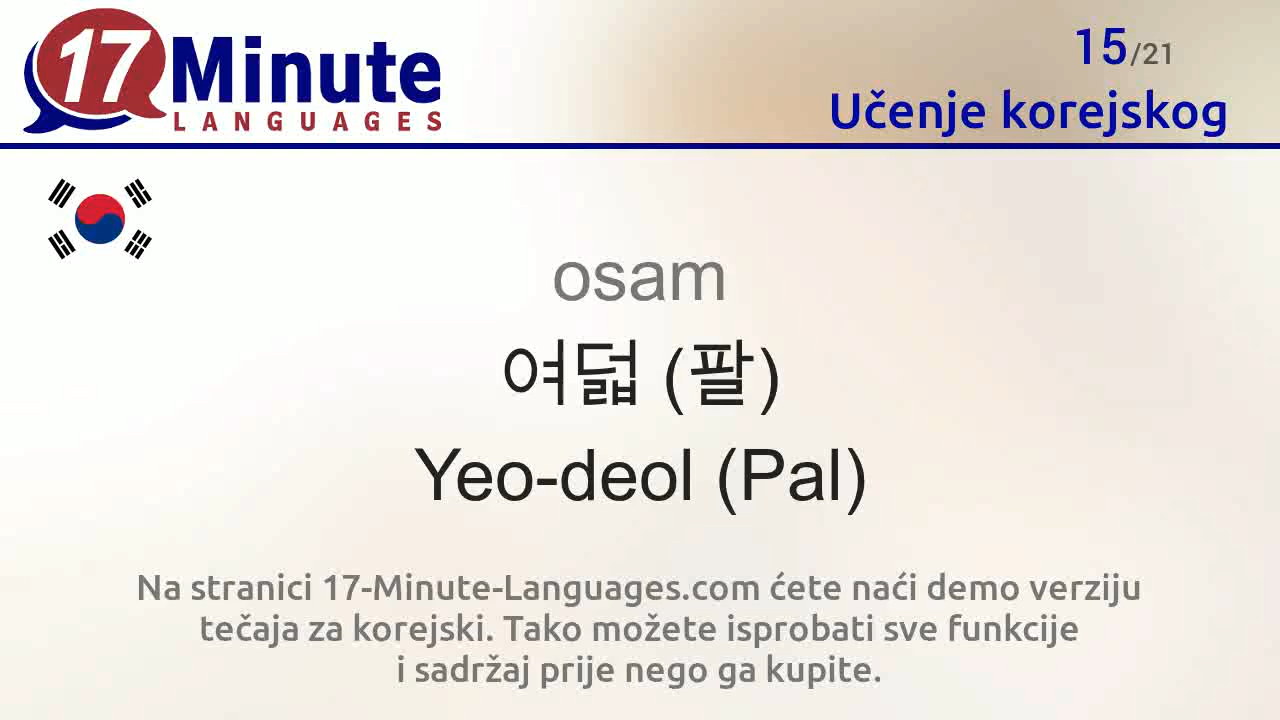 17 Minute
LANGUAGES
15/21
Učenje korejskog
osam
여덟 (팔)
Yeo-deol (Pal)
Na stranici 17-Minute-Languages.com ćete naći demo verziju
tečaja za korejski. Tako možete isprobati sve funkcije
i sadržaj prije nego ga kupite.